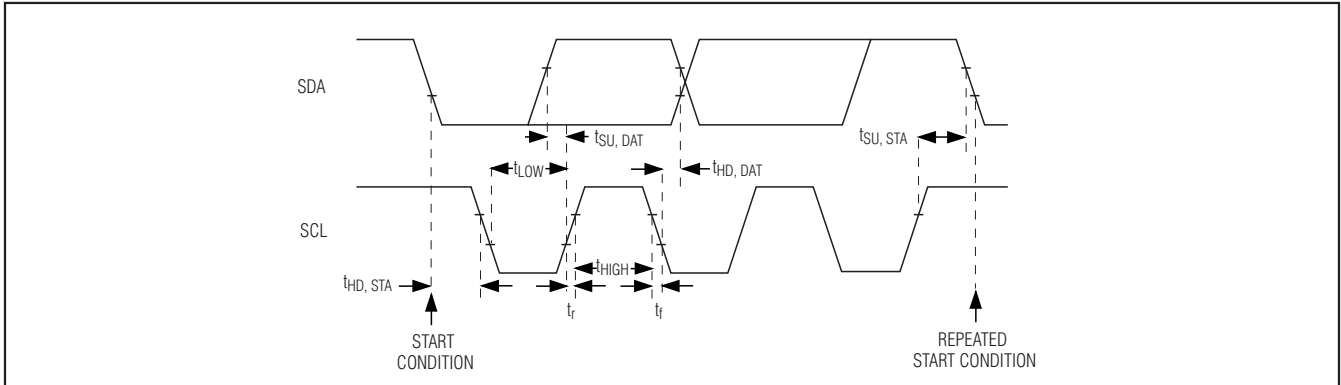 SDA
tSU, DAT
tSU, STA
tLOW
tHD, DAT
SCL
tHIGH
tHD, STA
tr
tf
START
CONDITION
REPEATED
START CONDITION